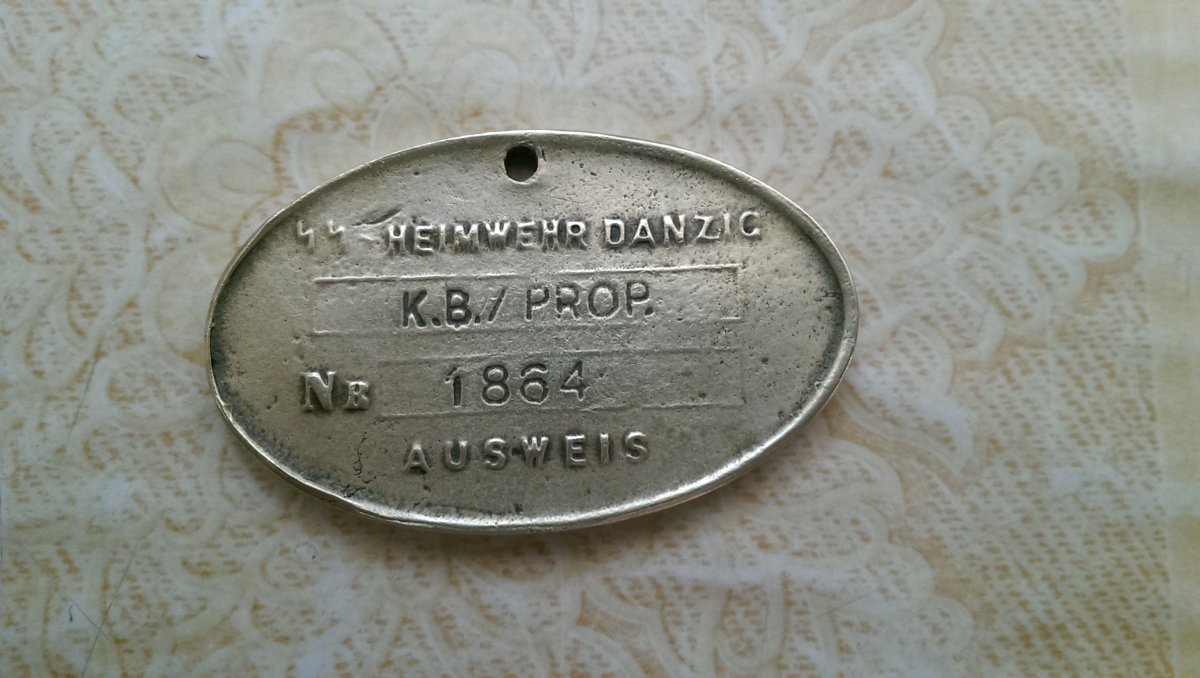 ᛋᛋ-HEIMWEHR DANZIG
K.B./PROP.
NR 1864
AUSWEIS